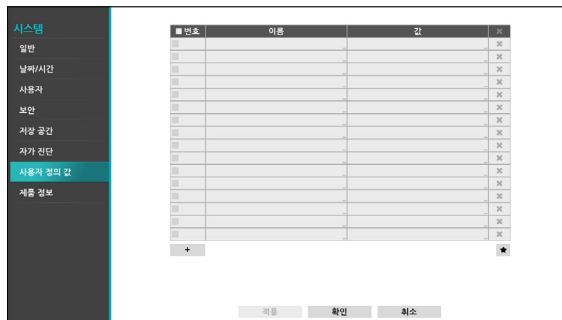 시스템
일반
날짜/시간
사용자
보안
저장 공간
자가 진단
사용자 정의 값
제품 정보
번호 이름 값
+
적용 확인 취소